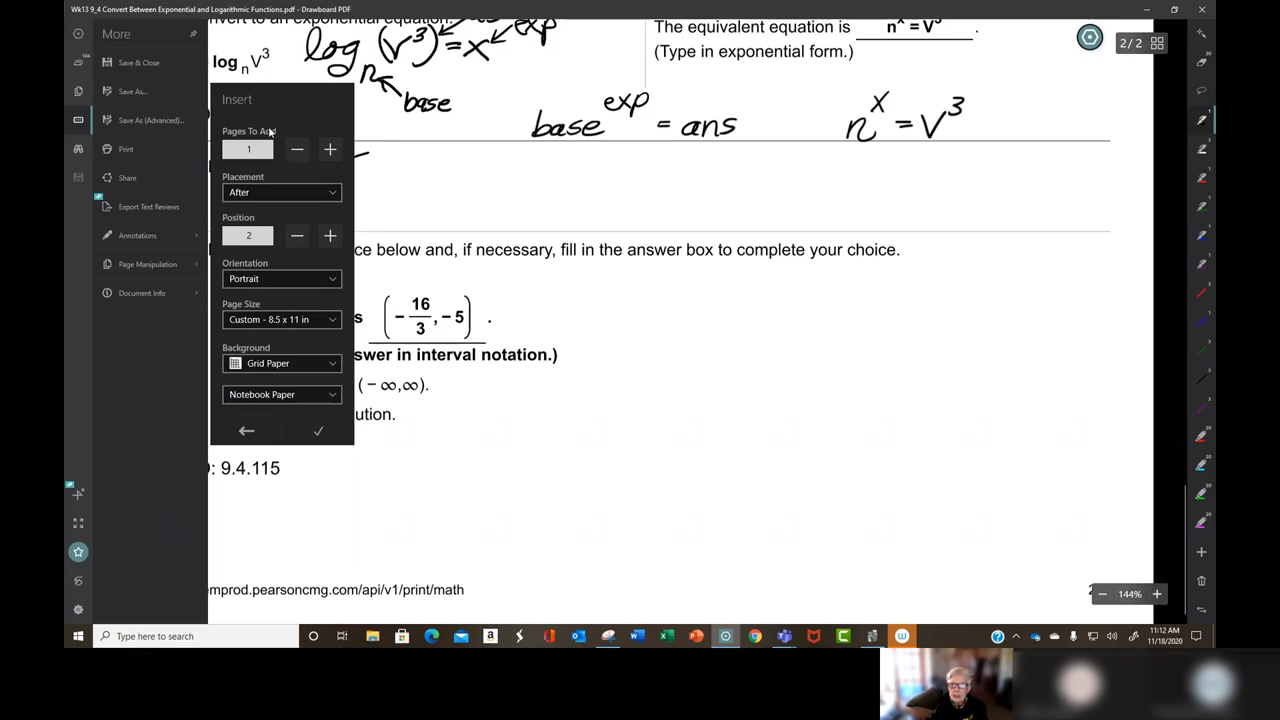 Wk13 9_4 Convert Between Exponential and Logarithmic Functions.pdf - Drawboard PDF
More
Save & Close
Save As...
Save As (Advanced)...
Print
Share
Export Text Reviews
Annotations
Page Manipulation
Document Info
Insert
Pages To Add
1
Placement
After
Position
2
Orientation
Portrait
Page Size
Custom - 8.5 x 11 in
Background
Grid Paper
Notebook Paper
to an exponential equation.
log n V³
log n (V³) = x
exp
base
The equivalent equation is nˣ = V³ .
(Type in exponential form.)
2/2
base exp = ans
nˣ = V³
ce below and, if necessary, fill in the answer box to complete your choice.
s (- 16/3, - 5) .
swer in interval notation.)
( - ∞,∞).
ution.
: 9.4.115
emprod.pearsoncmg.com/api/v1/print/math
144%
Type here to search
11:12 AM
11/18/2020